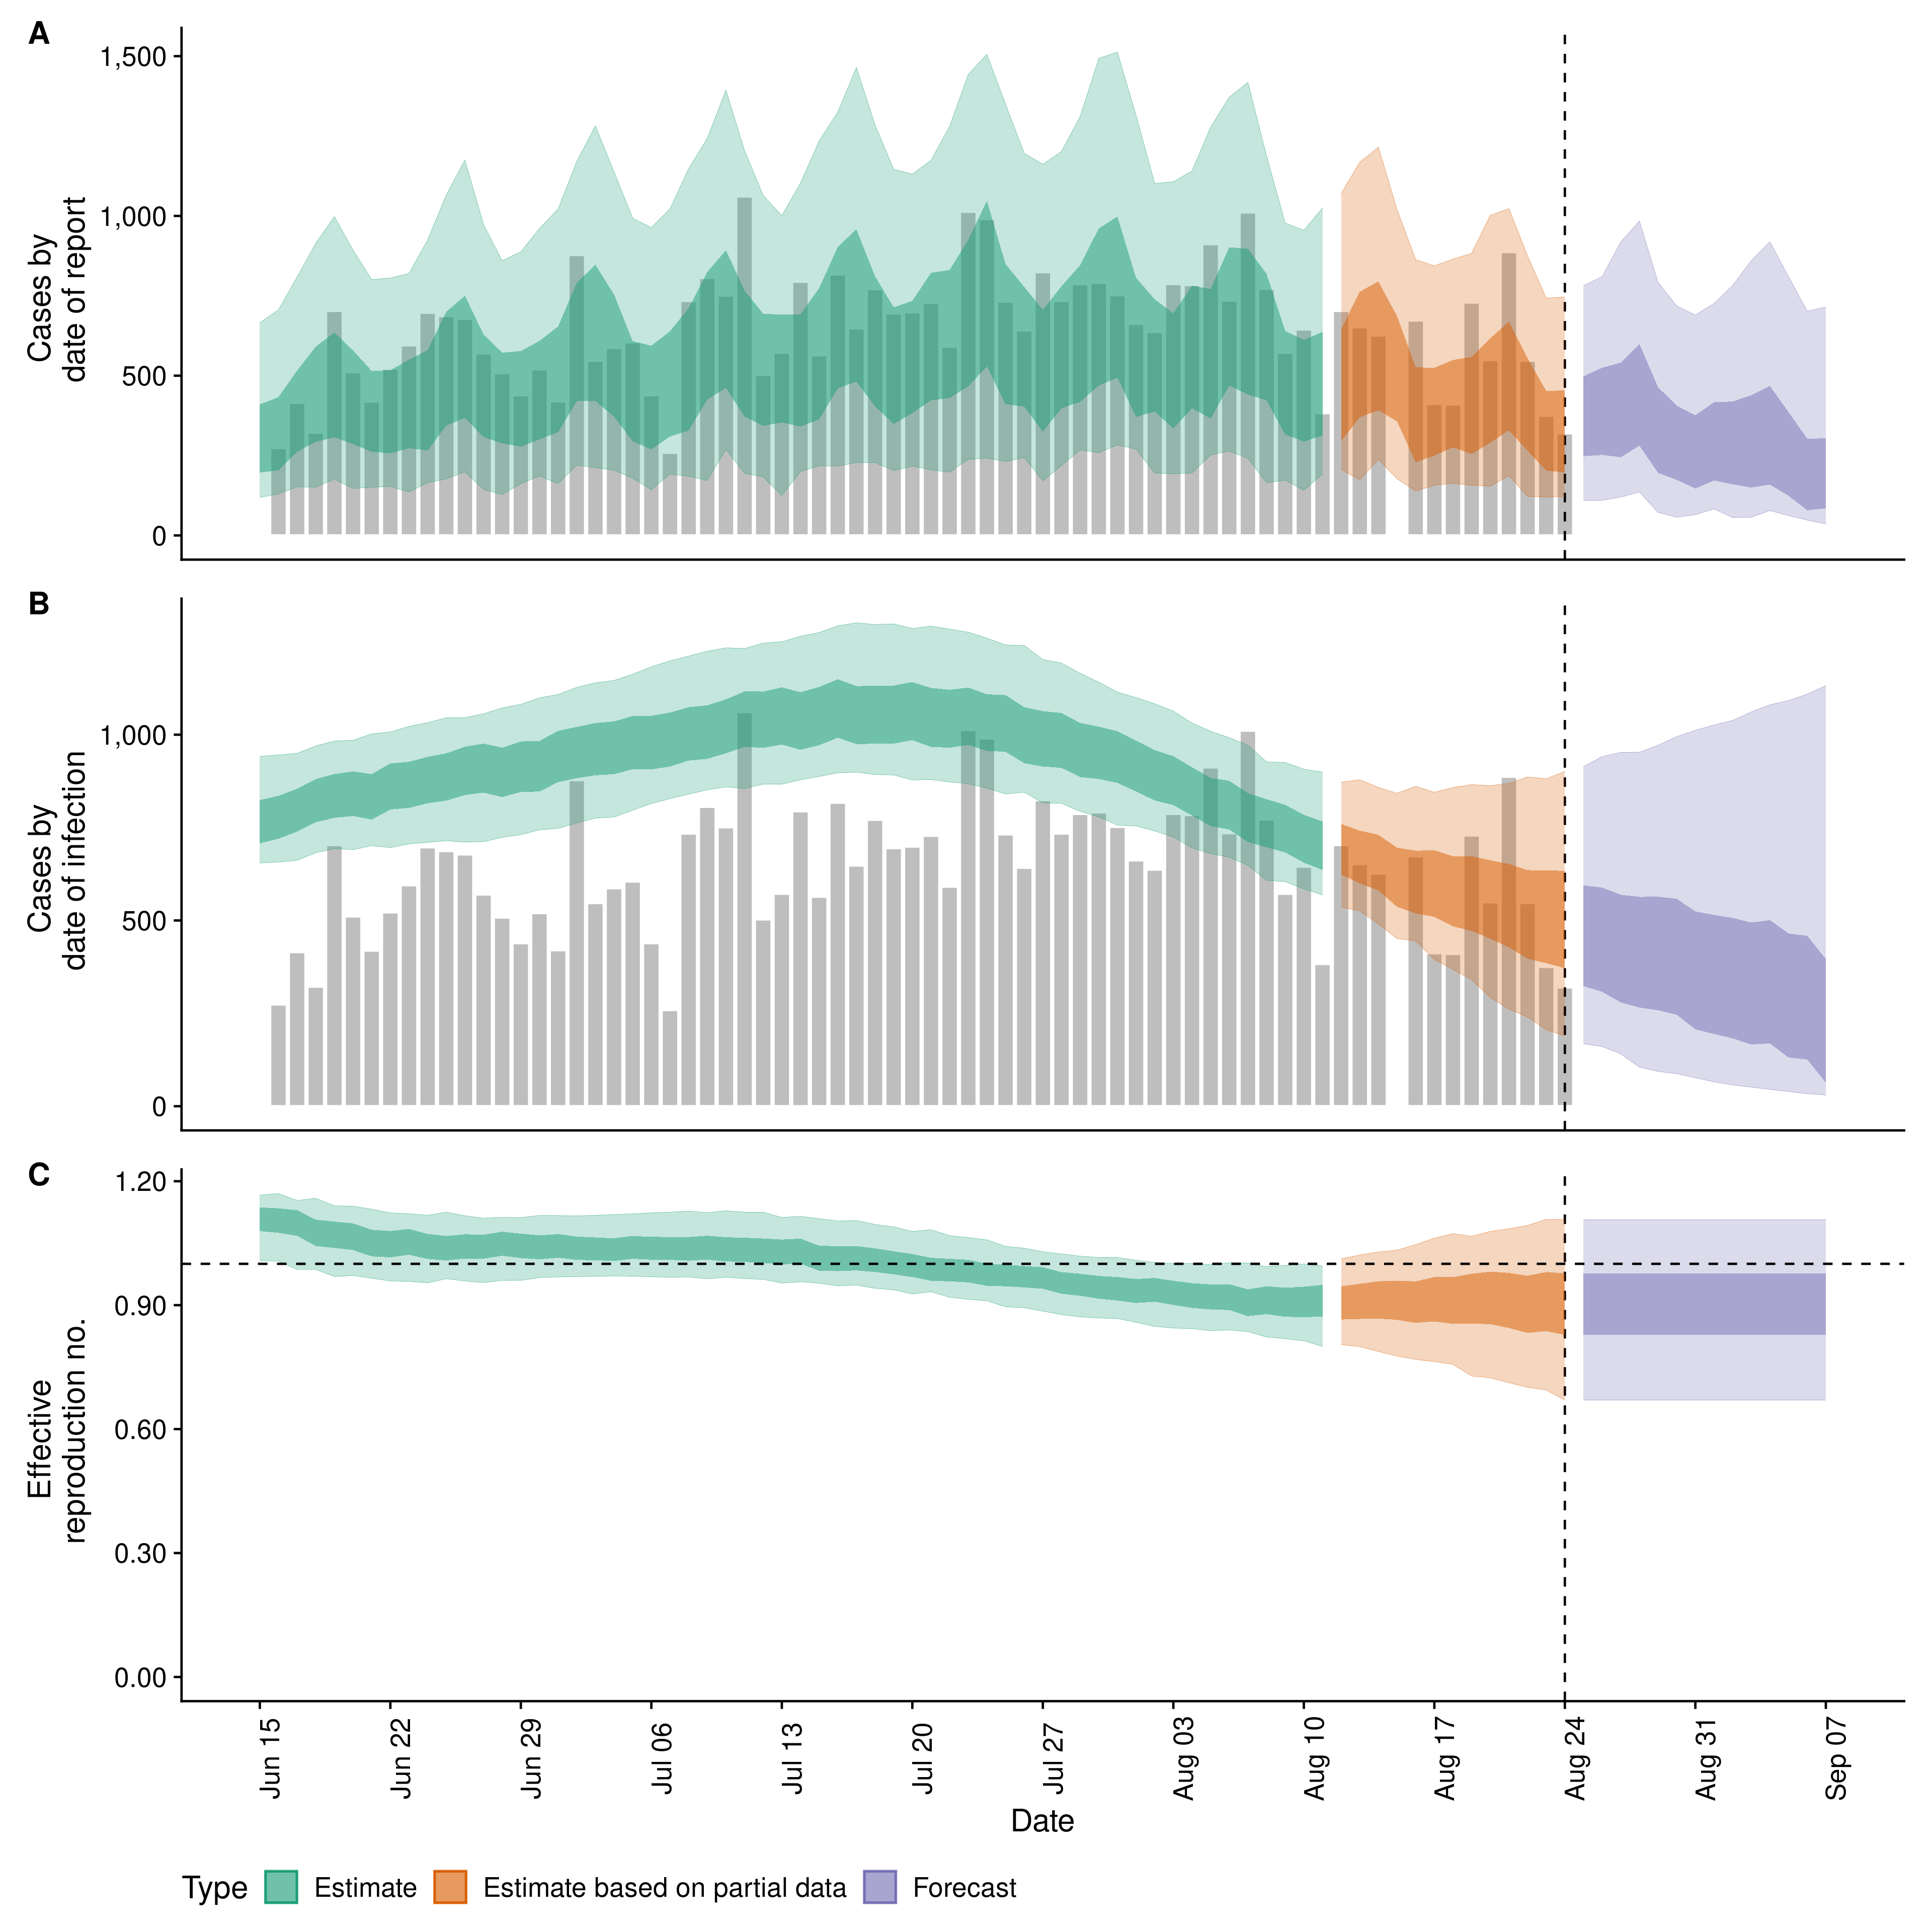 A
1,500
1,000
500
0
Cases by
date of report
B
1,000
500
0
Cases by
date of infection
C
1.20
0.90
0.60
0.30
0.00
Effective
reproduction no.
Jun 15
Jun 22
Jun 29
Jul 06
Jul 13
Jul 20
Jul 27
Aug 03
Aug 10
Aug 17
Aug 24
Aug 31
Sep 07
Date
Type Estimate Estimate based on partial data Forecast